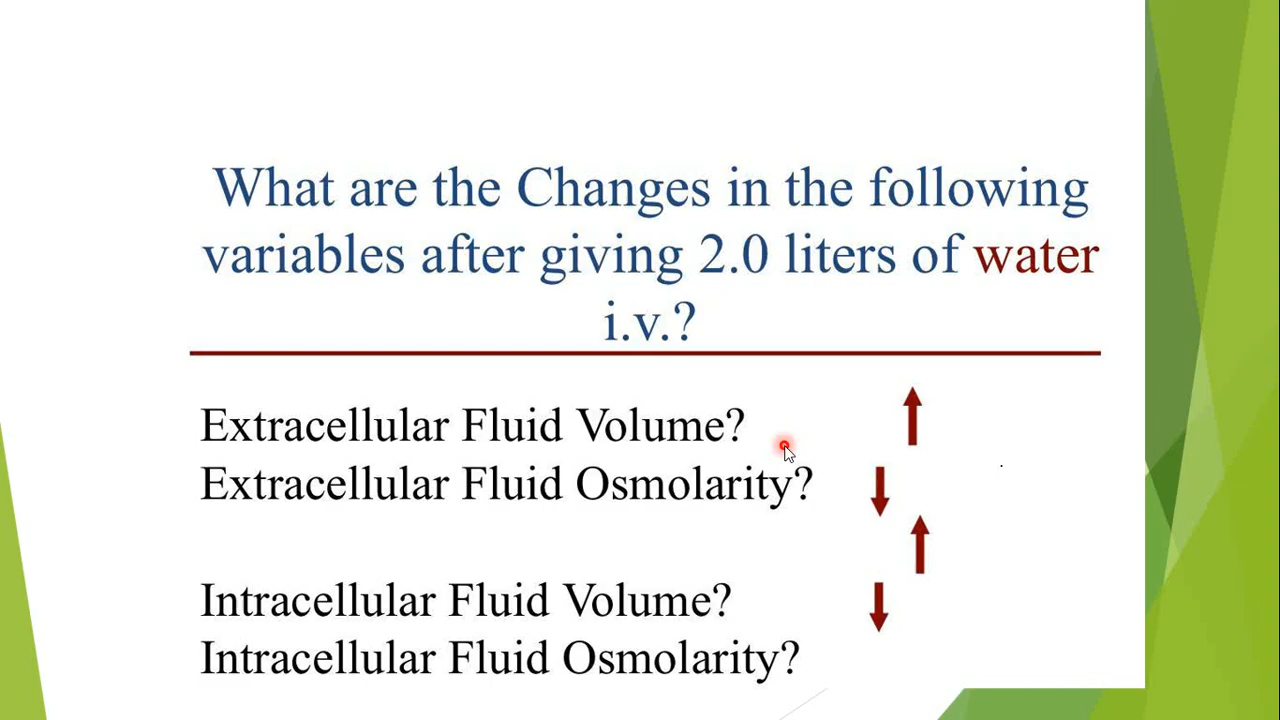 What are the Changes in the following
variables after giving 2.0 liters of water
i.v.?
Extracellular Fluid Volume?
Extracellular Fluid Osmolarity?
Intracellular Fluid Volume?
Intracellular Fluid Osmolarity?